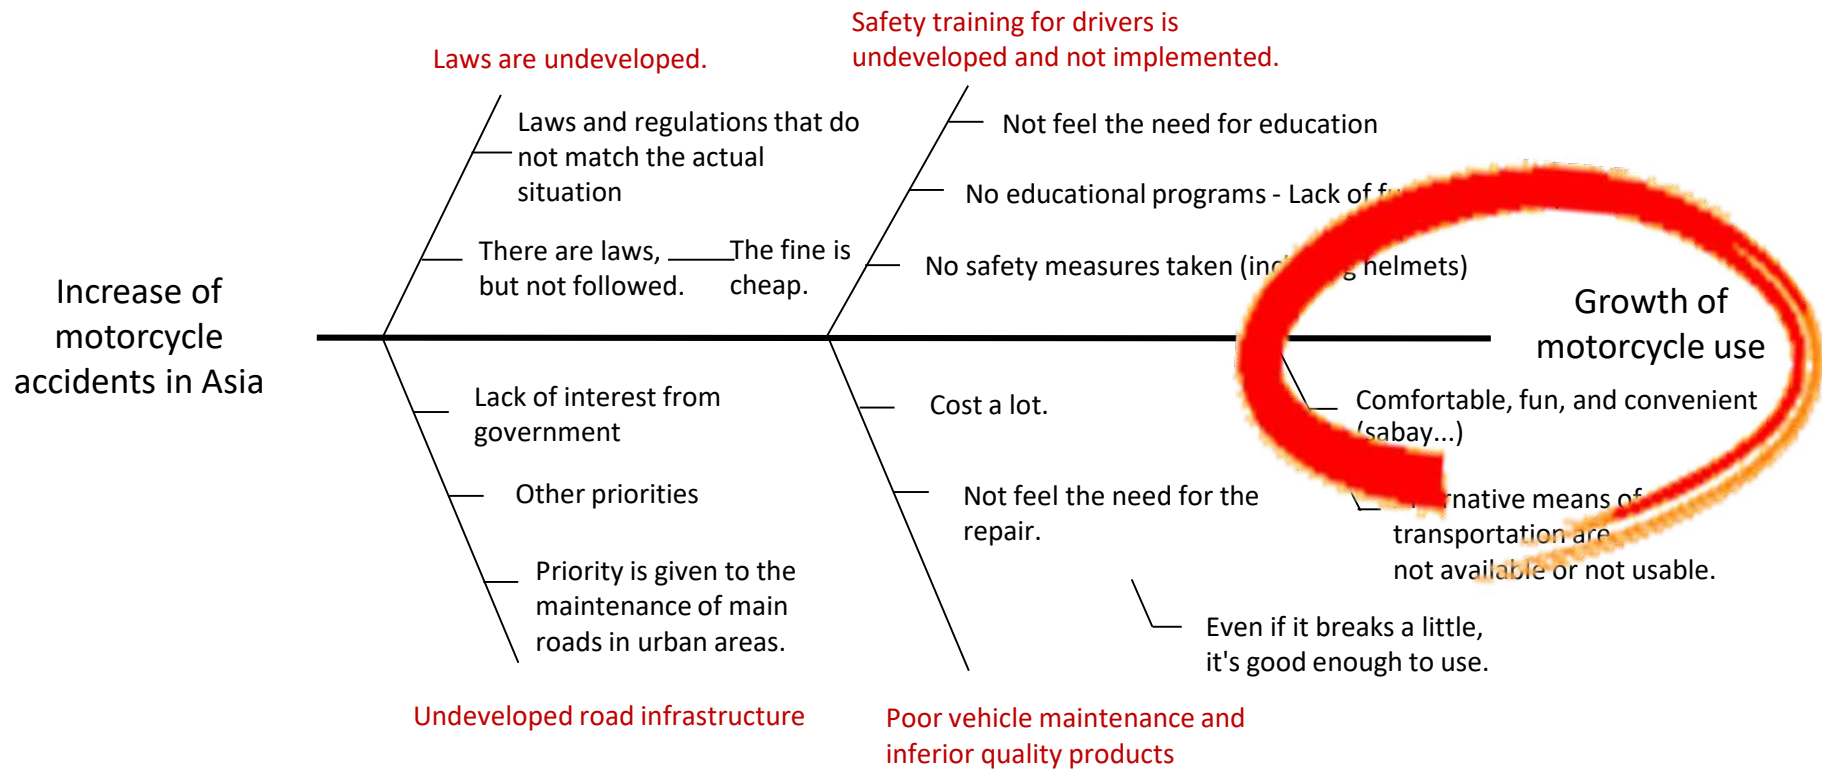 Safety training for drivers is
undeveloped and not implemented.
Laws are undeveloped.
Laws and regulations that do
not match the actual
situation
Not feel the need for education
No educational programs - Lack of
There are laws,
but not followed.
The fine is
cheap.
No safety measures taken helmets)
Increase of
motorcycle
accidents in Asia
Growth of
motorcycle use
Lack of interest from
government
Cost a lot.
Comfortable, fun, and convenient
(sabay...)
Other priorities
Not feel the need for the
repair.
means of
transportation are
not available or not usable.
Priority is given to the
maintenance of main
roads in urban areas.
Even if it breaks a little,
it's good enough to use.
Undeveloped road infrastructure
Poor vehicle maintenance and
inferior quality products